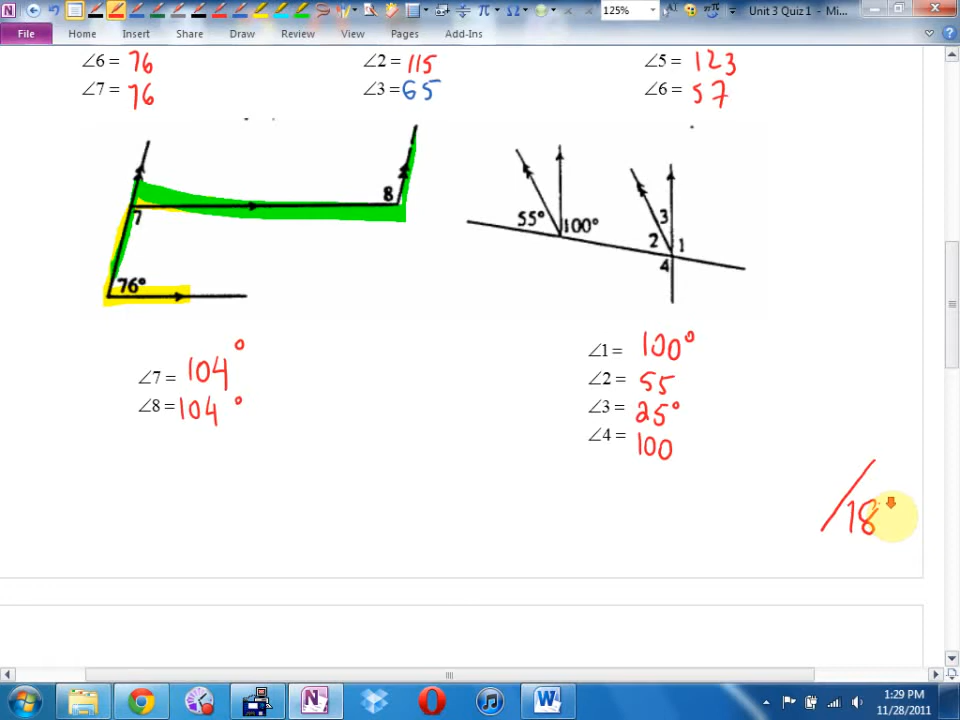 125%
Unit 3 Quiz 1 - Mi...
File Home Insert Share Draw Review View Pages Add-Ins
∠6 = 76 ∠2 = 115 ∠5 = 123
∠7 = 76 ∠3 = 65 ∠6 = 57
8
7
76°
55° 100°
3
2 1
4
∠1 = 100°
∠7 = 104° ∠2 = 55
∠8 = 104° ∠3 = 25°
∠4 = 100
/18
1:29 PM
11/28/2011